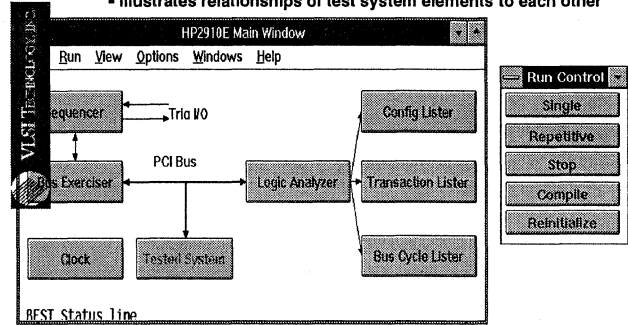 ▪ Illustrates relationships of test system elements to each other
HP2910E Main Window
Run View Options Windows Help
VLSI TECHNOLOGY, INC.
equencer
Trig I/O
Config Lister
PCI Bus
us Exerciser
Logic Analyzer
Transaction Lister
Clock
Tested System
Bus Cycle Lister
BEST Status line
Run Control
Single
Repetitive
Stop
Compile
Reinitialize